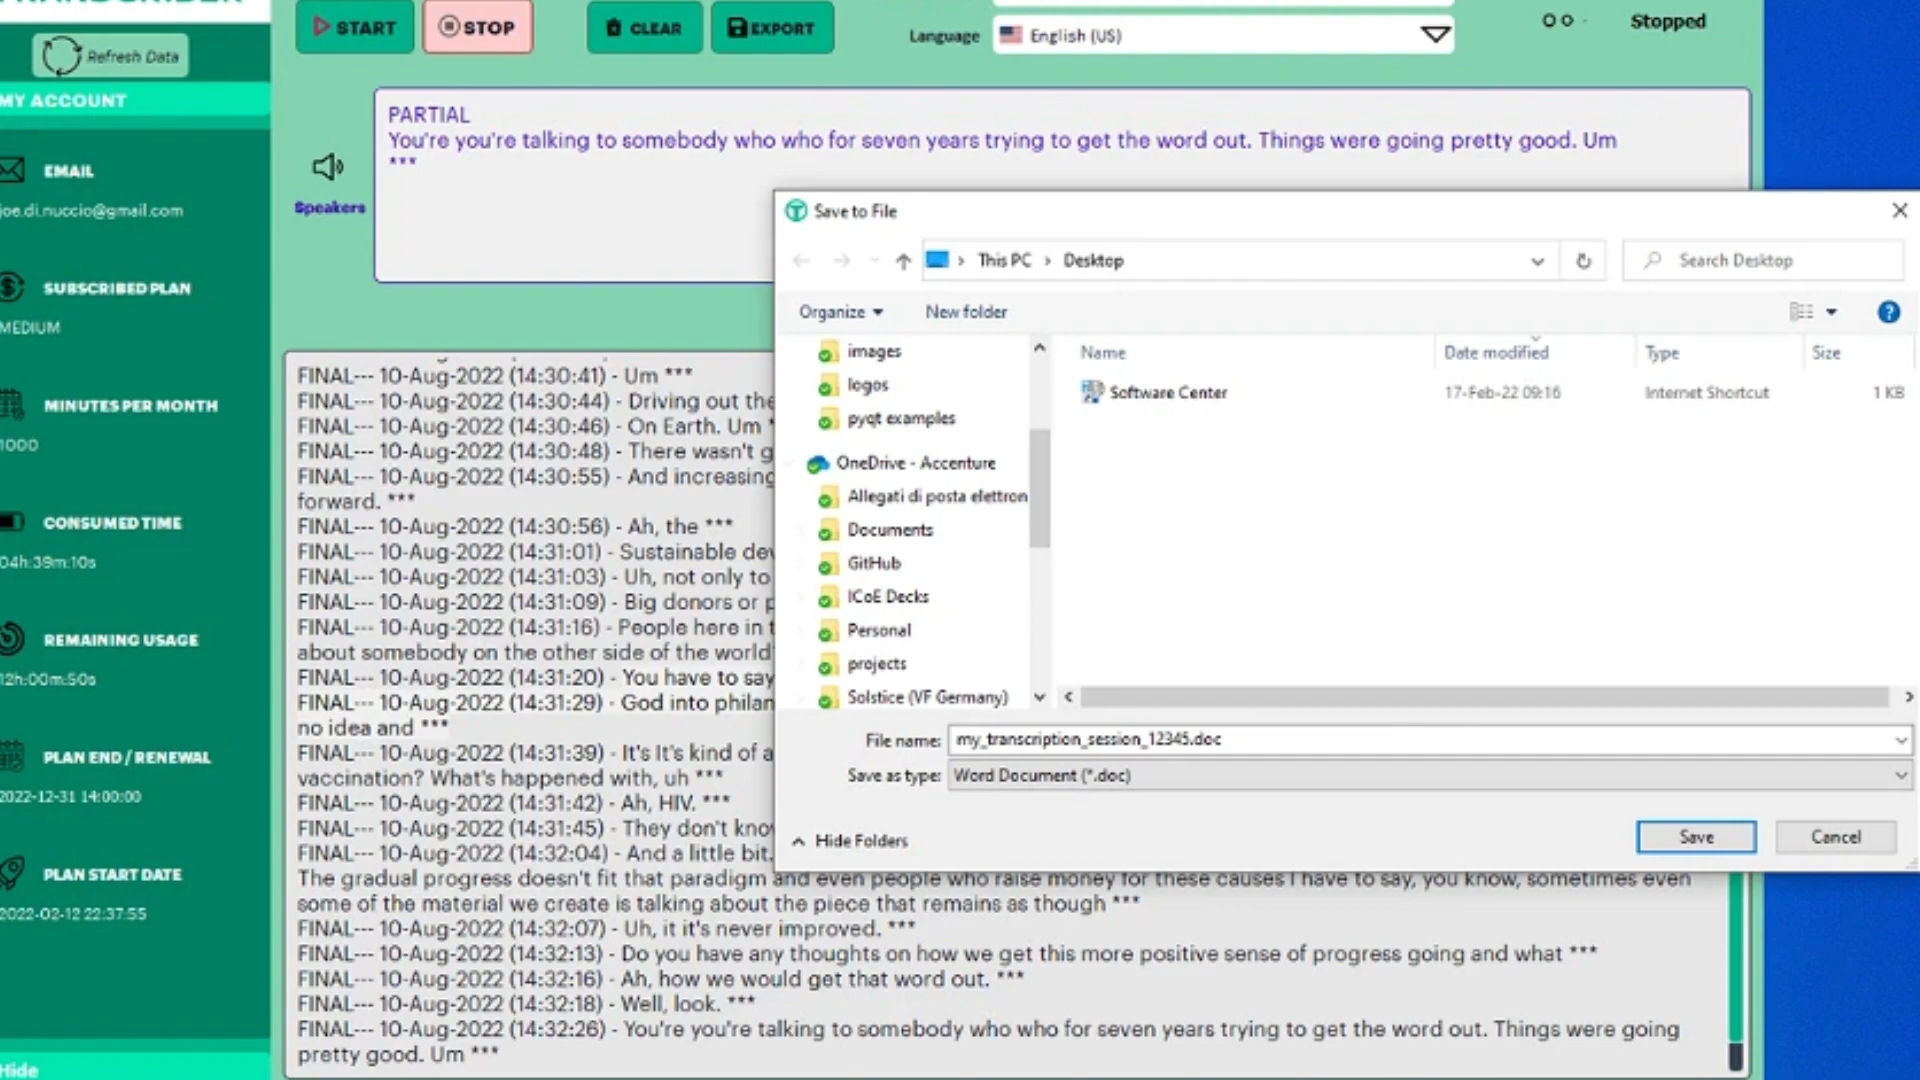 START
STOP
CLEAR
EXPORT
Language
English (US)
Stopped
Refresh Data
MY ACCOUNT
EMAIL
joe.di.nuccio@gmail.com
SUBSCRIBED PLAN
MEDIUM
MINUTES PER MONTH
1000
CONSUMED TIME
04h:39m:10s
REMAINING USAGE
12h:00m:50s
PLAN END / RENEWAL
2022-12-31 14:00:00
PLAN START DATE
2022-02-12 22:37:55
Hide
Speakers
PARTIAL
You're you're talking to somebody who who for seven years trying to get the word out. Things were going pretty good. Um
***
FINAL--- 10-Aug-2022 (14:30:41) - Um ***
FINAL--- 10-Aug-2022 (14:30:44) - Driving out the
FINAL--- 10-Aug-2022 (14:30:46) - On Earth. Um
FINAL--- 10-Aug-2022 (14:30:48) - There wasn't g
FINAL--- 10-Aug-2022 (14:30:55) - And increasing
forward. ***
FINAL--- 10-Aug-2022 (14:30:56) - Ah, the ***
FINAL--- 10-Aug-2022 (14:31:01) - Sustainable dev
FINAL--- 10-Aug-2022 (14:31:03) - Uh, not only to
FINAL--- 10-Aug-2022 (14:31:09) - Big donors or p
FINAL--- 10-Aug-2022 (14:31:16) - People here in t
about somebody on the other side of the world
FINAL--- 10-Aug-2022 (14:31:20) - You have to say
FINAL--- 10-Aug-2022 (14:31:29) - God into philan
no idea and ***
FINAL--- 10-Aug-2022 (14:31:39) - It's It's kind of a
vaccination? What's happened with, uh ***
FINAL--- 10-Aug-2022 (14:31:42) - Ah, HIV. ***
FINAL--- 10-Aug-2022 (14:31:45) - They don't know
FINAL--- 10-Aug-2022 (14:32:04) - And a little bit.
The gradual progress doesn't fit that paradigm and even people who raise money for these causes I have to say, you know, sometimes even
some of the material we create is talking about the piece that remains as though ***
FINAL--- 10-Aug-2022 (14:32:07) - Uh, it it's never improved. ***
FINAL--- 10-Aug-2022 (14:32:13) - Do you have any thoughts on how we get this more positive sense of progress going and what ***
FINAL--- 10-Aug-2022 (14:32:16) - Ah, how we would get that word out. ***
FINAL--- 10-Aug-2022 (14:32:18) - Well, look. ***
FINAL--- 10-Aug-2022 (14:32:26) - You're you're talking to somebody who who for seven years trying to get the word out. Things were going
pretty good. Um ***
Save to File
This PC > Desktop
Search Desktop
Organize
New folder
images
logos
pyqt examples
OneDrive - Accenture
Allegati di posta elettron
Documents
GitHub
ICoE Decks
Personal
projects
Solstice (VF Germany)
Name
Date modified
Type
Size
Software Center
17-Feb-22 09:16
Internet Shortcut
1 KB
File name: my_transcription_session_12345.doc
Save as type: Word Document (*.doc)
Hide Folders
Save
Cancel